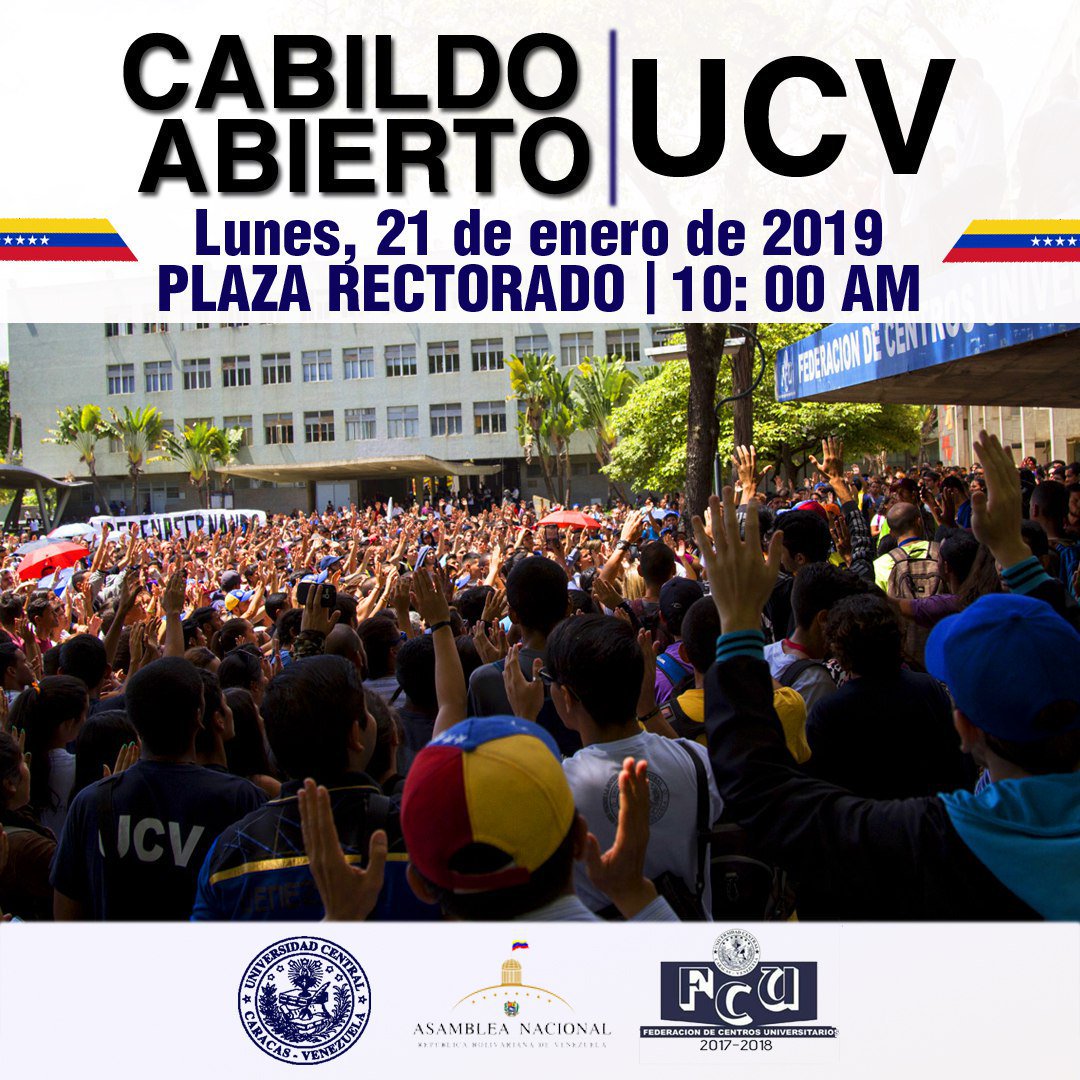 CABILDO
ABIERTO
UCV
Lunes, 21 de enero de 2019
PLAZA RECTORADO | 10: 00 AM
FEDERACION DE CENTROS
UCV
UNIVERSIDAD CENTRAL
CARACAS - VENEZUELA
ASAMBLEA NACIONAL
REPUBLICA BOLIVARIANA DE VENEZUELA
FCU
FEDERACION DE CENTROS UNIVERSITARIOS
2017-2018